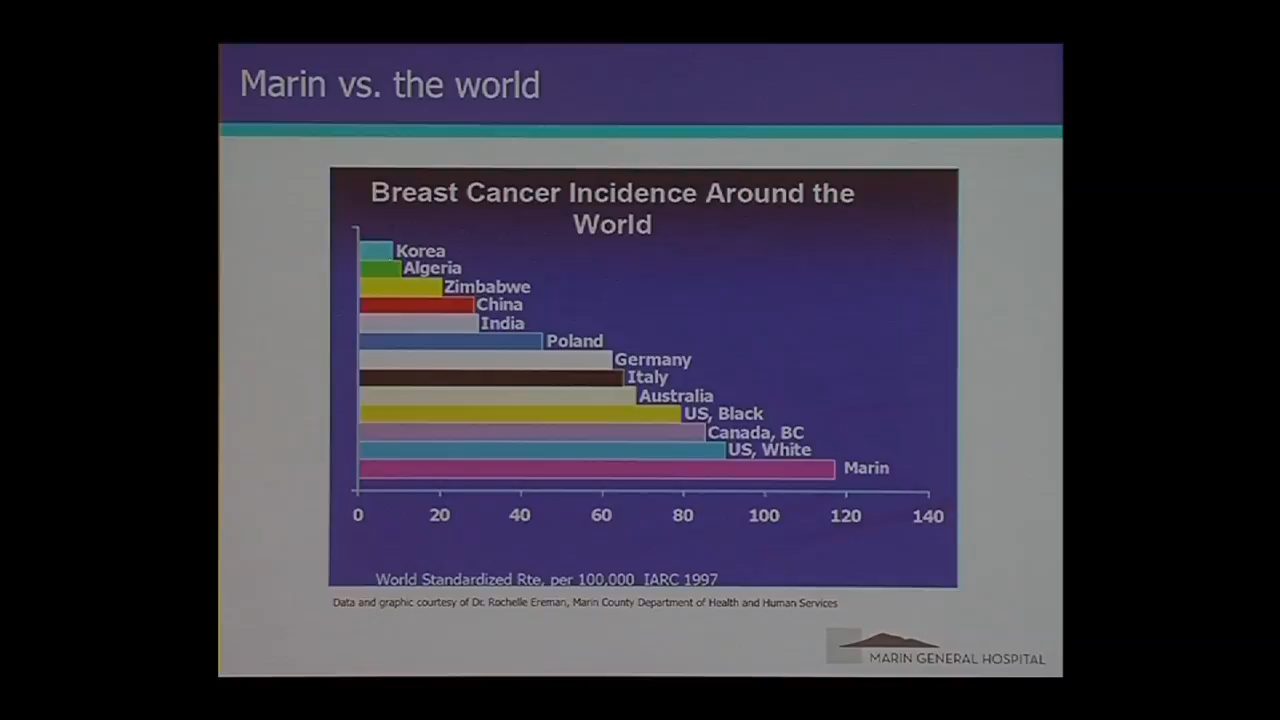 Marin vs. the world
Breast Cancer Incidence Around the
World
Korea
Algeria
Zimbabwe
China
India
Poland
Germany
Italy
Australia
US, Black
Canada, BC
US, White
Marin
0 20 40 60 80 100 120 140
World Standardized Rte, per 100,000 IARC 1997
Data and graphic courtesy of Dr. Rochelle Ereman, Marin County Department of Health and Human Services
MARIN GENERAL HOSPITAL